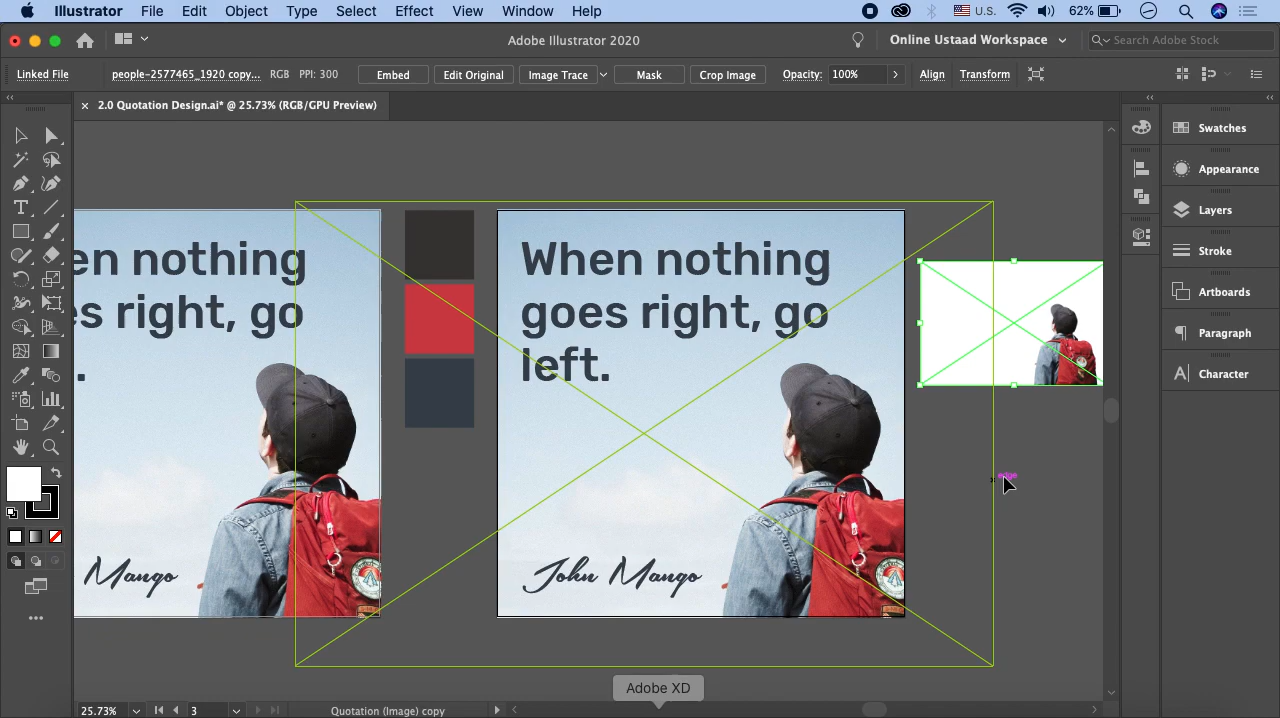 Illustrator File Edit Object Type Select Effect View Window Help U.S. 62%
Adobe Illustrator 2020 Online Ustaad Workspace Search Adobe Stock
Linked File people-2577465_1920 copy... RGB PPI: 300 Embed Edit Original Image Trace Mask Crop Image Opacity: 100% Align Transform
2.0 Quotation Design.ai* @ 25.73% (RGB/GPU Preview)
Swatches
Appearance
Layers
Stroke
Artboards
Paragraph
Character
en nothing
es right, go
.
Mango
When nothing
goes right, go
left.
John Mango
edge
Adobe XD
25.73% 3 Quotation (Image) copy